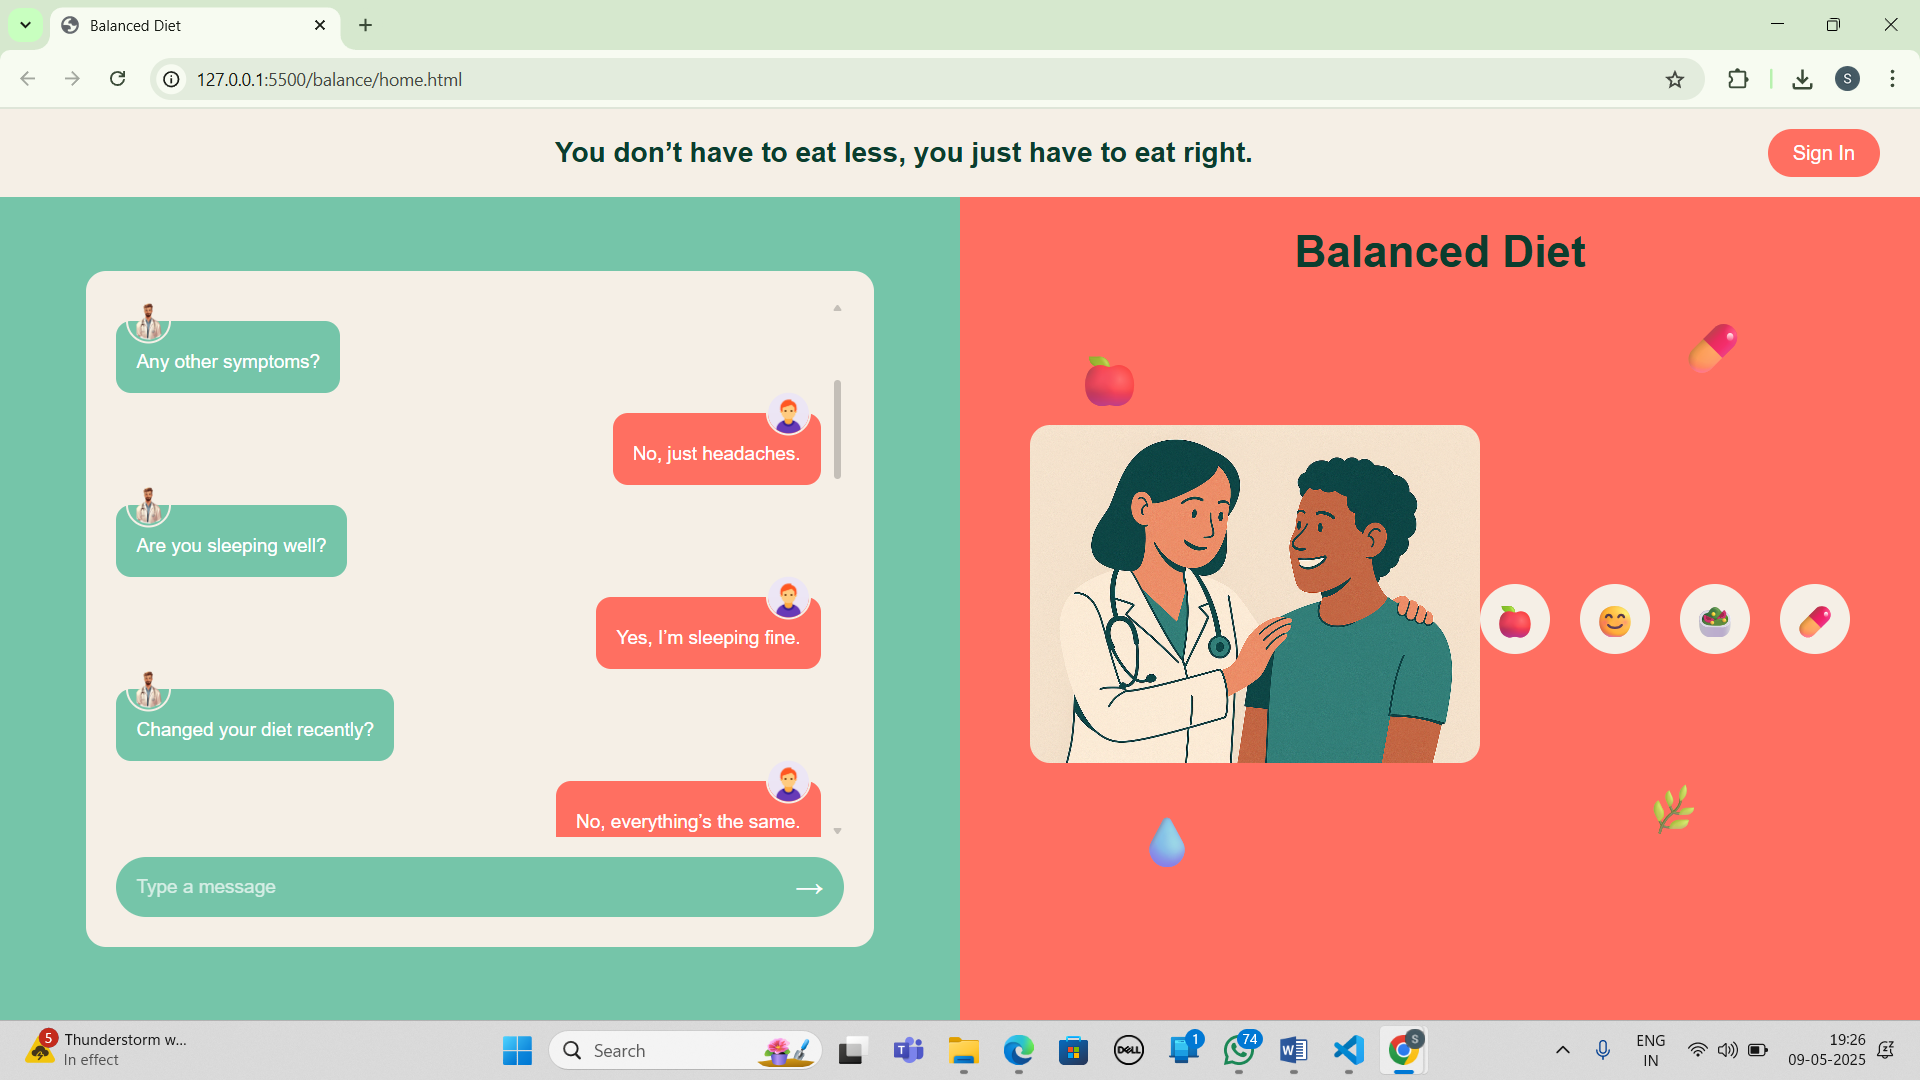 Balanced Diet
127.0.0.1:5500/balance/home.html
S
You don’t have to eat less, you just have to eat right.
Sign In
Any other symptoms?
No, just headaches.
Are you sleeping well?
Yes, I’m sleeping fine.
Changed your diet recently?
No, everything’s the same.
Type a message
Balanced Diet
5
Thunderstorm w...
In effect
Search
T
DELL
1
74
W
S
ENG
IN
19:26
09-05-2025